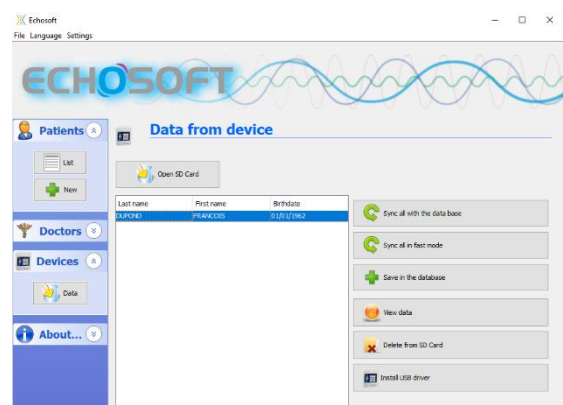 Echosoft
File Language Settings
ECHOSOFT
Patients
List
New
Doctors
Devices
Data
About...
Data from device
Open SD Card
Last name First name Birthdate
DUPOND FRANCOIS 01/01/1962
Sync all with the data base
Sync all in fast mode
Save in the database
View data
Delete from SD Card
Install USB driver